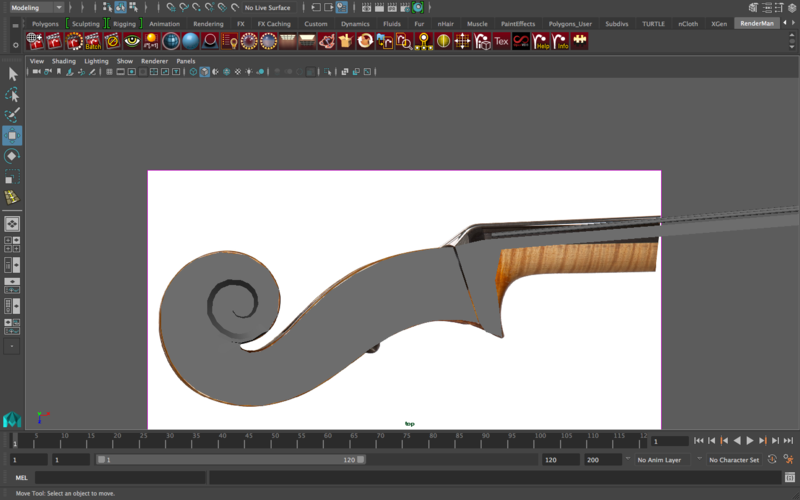 Modeling No Live Surface
Polygons Sculpting Rigging Animation Rendering FX FX Caching Custom Dynamics Fluids Fur nHair Muscle PaintEffects Polygons_User Subdivs TURTLE nCloth XGen RenderMan
Batch Tex Help Info
View Shading Lighting Show Renderer Panels
top
5 10 15 20 25 30 35 40 45 50 55 60 65 70 75 80 85 90 95 100 105 110 115 12
1 1
1 1 1 120 120 200 No Anim Layer No Character Set
MEL
Move Tool: Select an object to move.